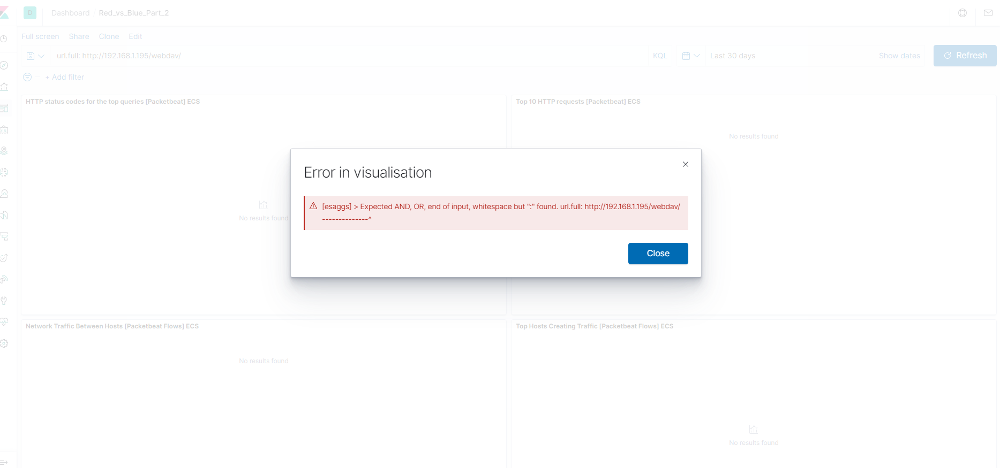 D Dashboard / Red_vs_Blue_Part_2
Full screen Share Clone Edit
url.full: http://192.168.1.195/webdav/ KQL Last 30 days Show dates Refresh
+ Add filter
HTTP status codes for the top queries [Packetbeat] ECS
No results found
Top 10 HTTP requests [Packetbeat] ECS
No results found
Error in visualisation
[esaggs] > Expected AND, OR, end of input, whitespace but ":" found. url.full: http://192.168.1.195/webdav/
--------------^
Close
Network Traffic Between Hosts [Packetbeat Flows] ECS
No results found
Top Hosts Creating Traffic [Packetbeat Flows] ECS
No results found